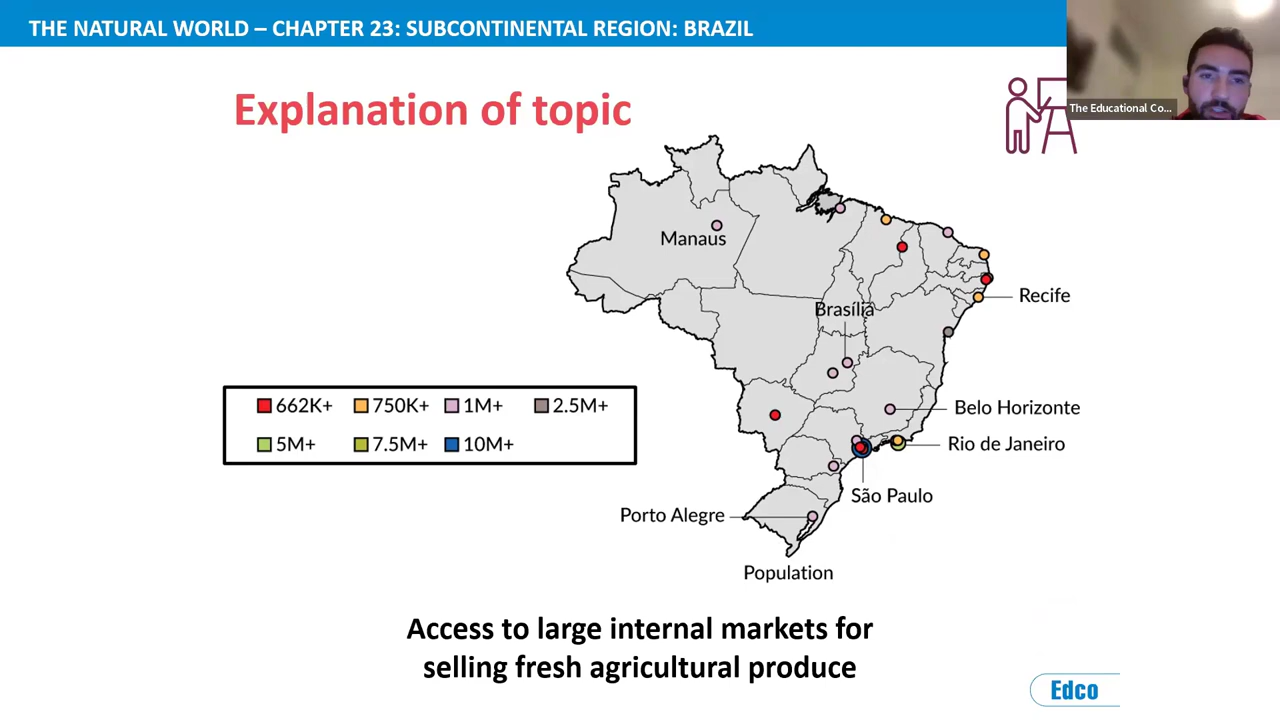 THE NATURAL WORLD – CHAPTER 23: SUBCONTINENTAL REGION: BRAZIL
The Educational Co...
Explanation of topic
Manaus
Recife
Brasília
662K+ 750K+ 1M+ 2.5M+
5M+ 7.5M+ 10M+
Belo Horizonte
Rio de Janeiro
São Paulo
Porto Alegre
Population
Access to large internal markets for
selling fresh agricultural produce
Edco